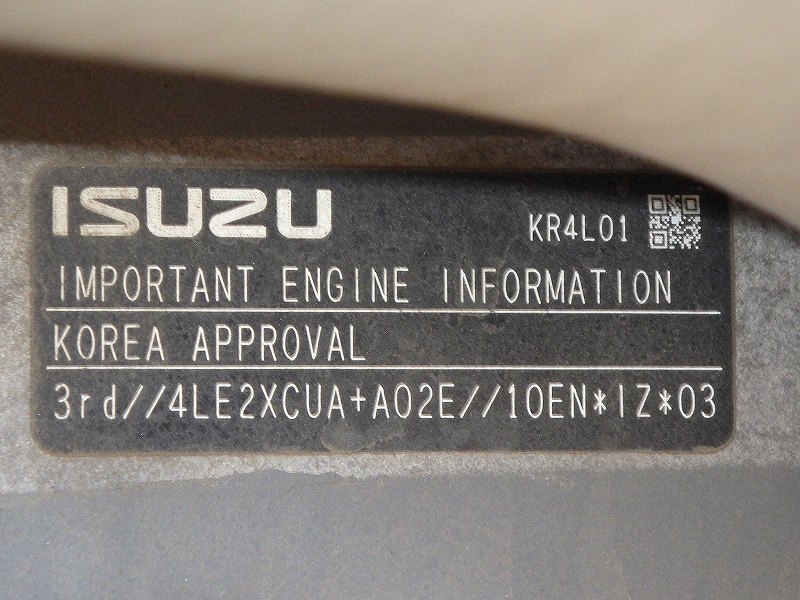 ISUZU
KR4L01
IMPORTANT ENGINE INFORMATION
KOREA APPROVAL
3rd//4LE2XCUA+A02E//10EN*IZ*03